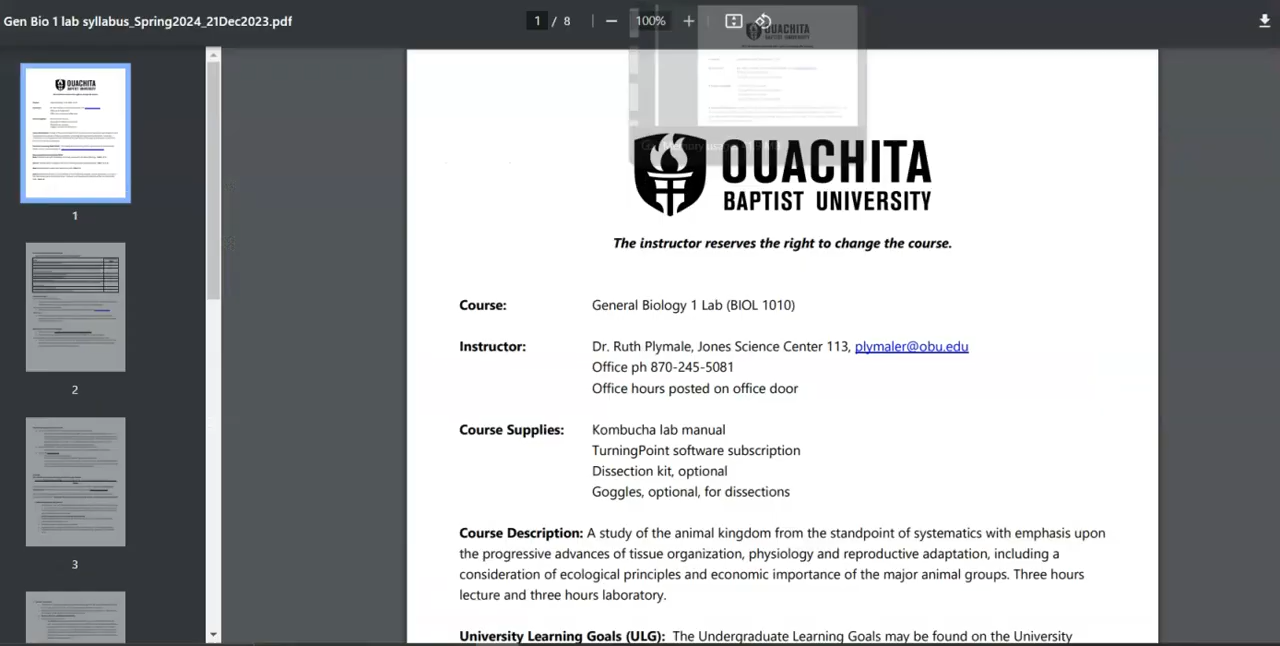 Gen Bio 1 lab syllabus_Spring2024_21Dec2023.pdf
1 / 8
100%
OUACHITA
BAPTIST UNIVERSITY
The instructor reserves the right to change the course.
Course: General Biology 1 Lab (BIOL 1010)
Instructor: Dr. Ruth Plymale, Jones Science Center 113, plymaler@obu.edu
Office ph 870-245-5081
Office hours posted on office door
Course Supplies: Kombucha lab manual
TurningPoint software subscription
Dissection kit, optional
Goggles, optional, for dissections
Course Description: A study of the animal kingdom from the standpoint of systematics with emphasis upon
the progressive advances of tissue organization, physiology and reproductive adaptation, including a
consideration of ecological principles and economic importance of the major animal groups. Three hours
lecture and three hours laboratory.
University Learning Goals (ULG): The Undergraduate Learning Goals may be found on the University
OUACHITA
1
2
3
OUACHITA
BAPTIST UNIVERSITY